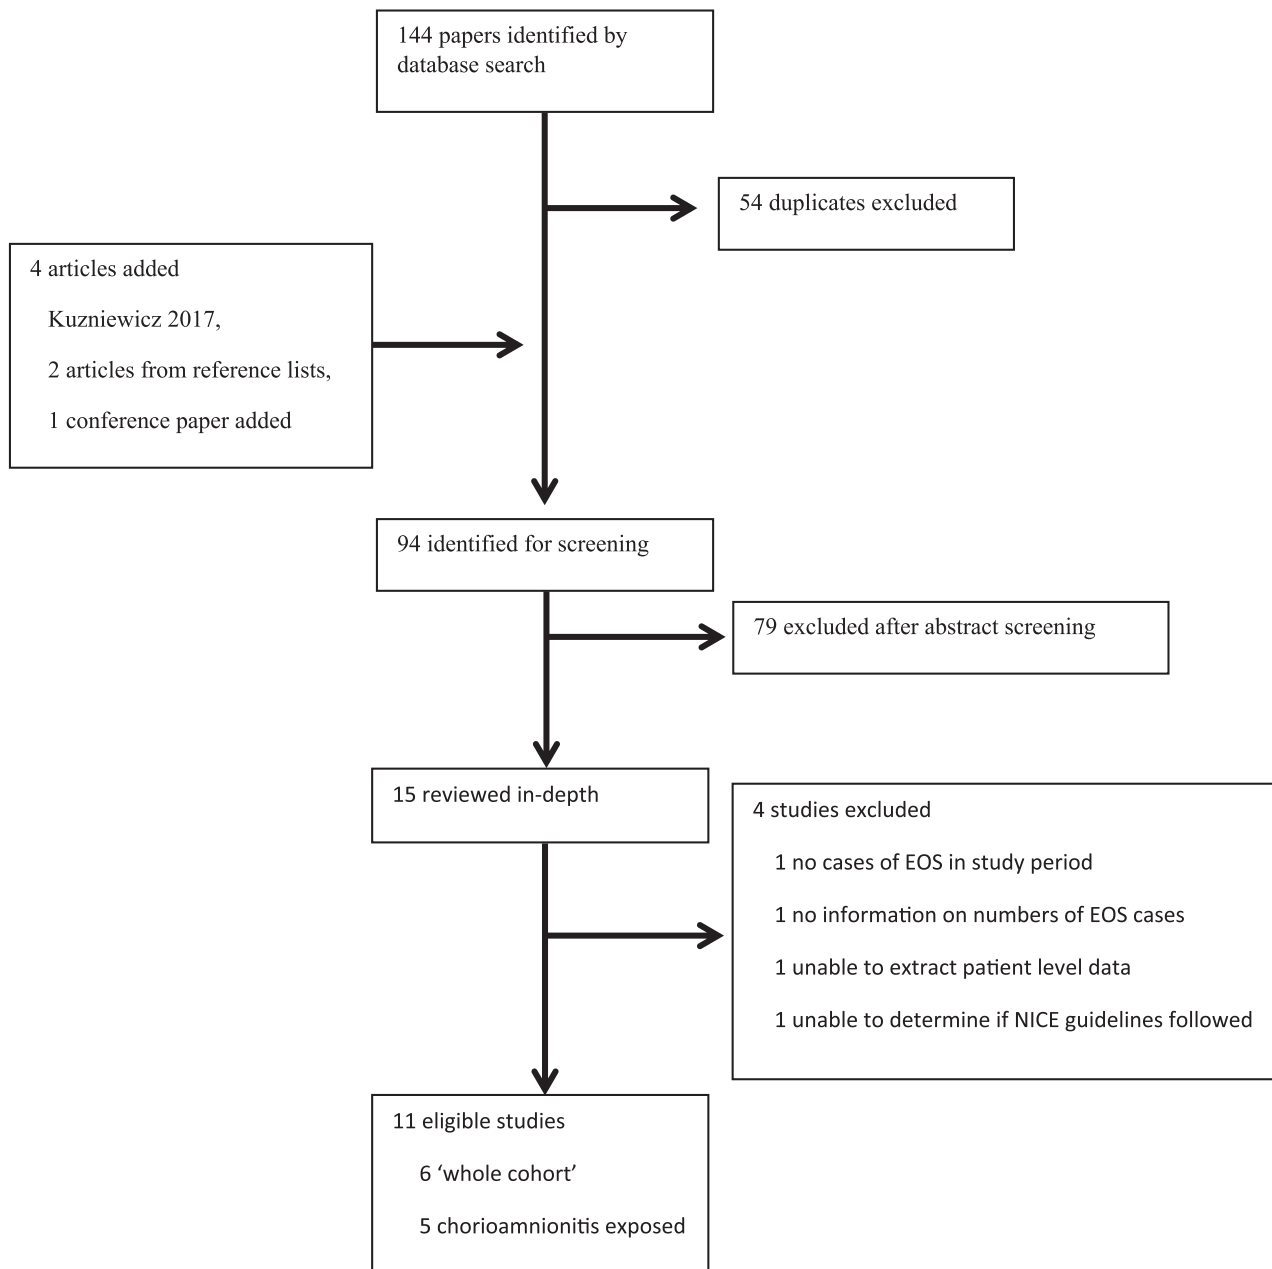 144 papers identified by
database search
54 duplicates excluded
4 articles added
Kuzniewicz 2017,
2 articles from reference lists,
1 conference paper added
94 identified for screening
79 excluded after abstract screening
15 reviewed in-depth
4 studies excluded
1 no cases of EOS in study period
1 no information on numbers of EOS cases
1 unable to extract patient level data
1 unable to determine if NICE guidelines followed
11 eligible studies
6 ‘whole cohort’
5 chorioamnionitis exposed